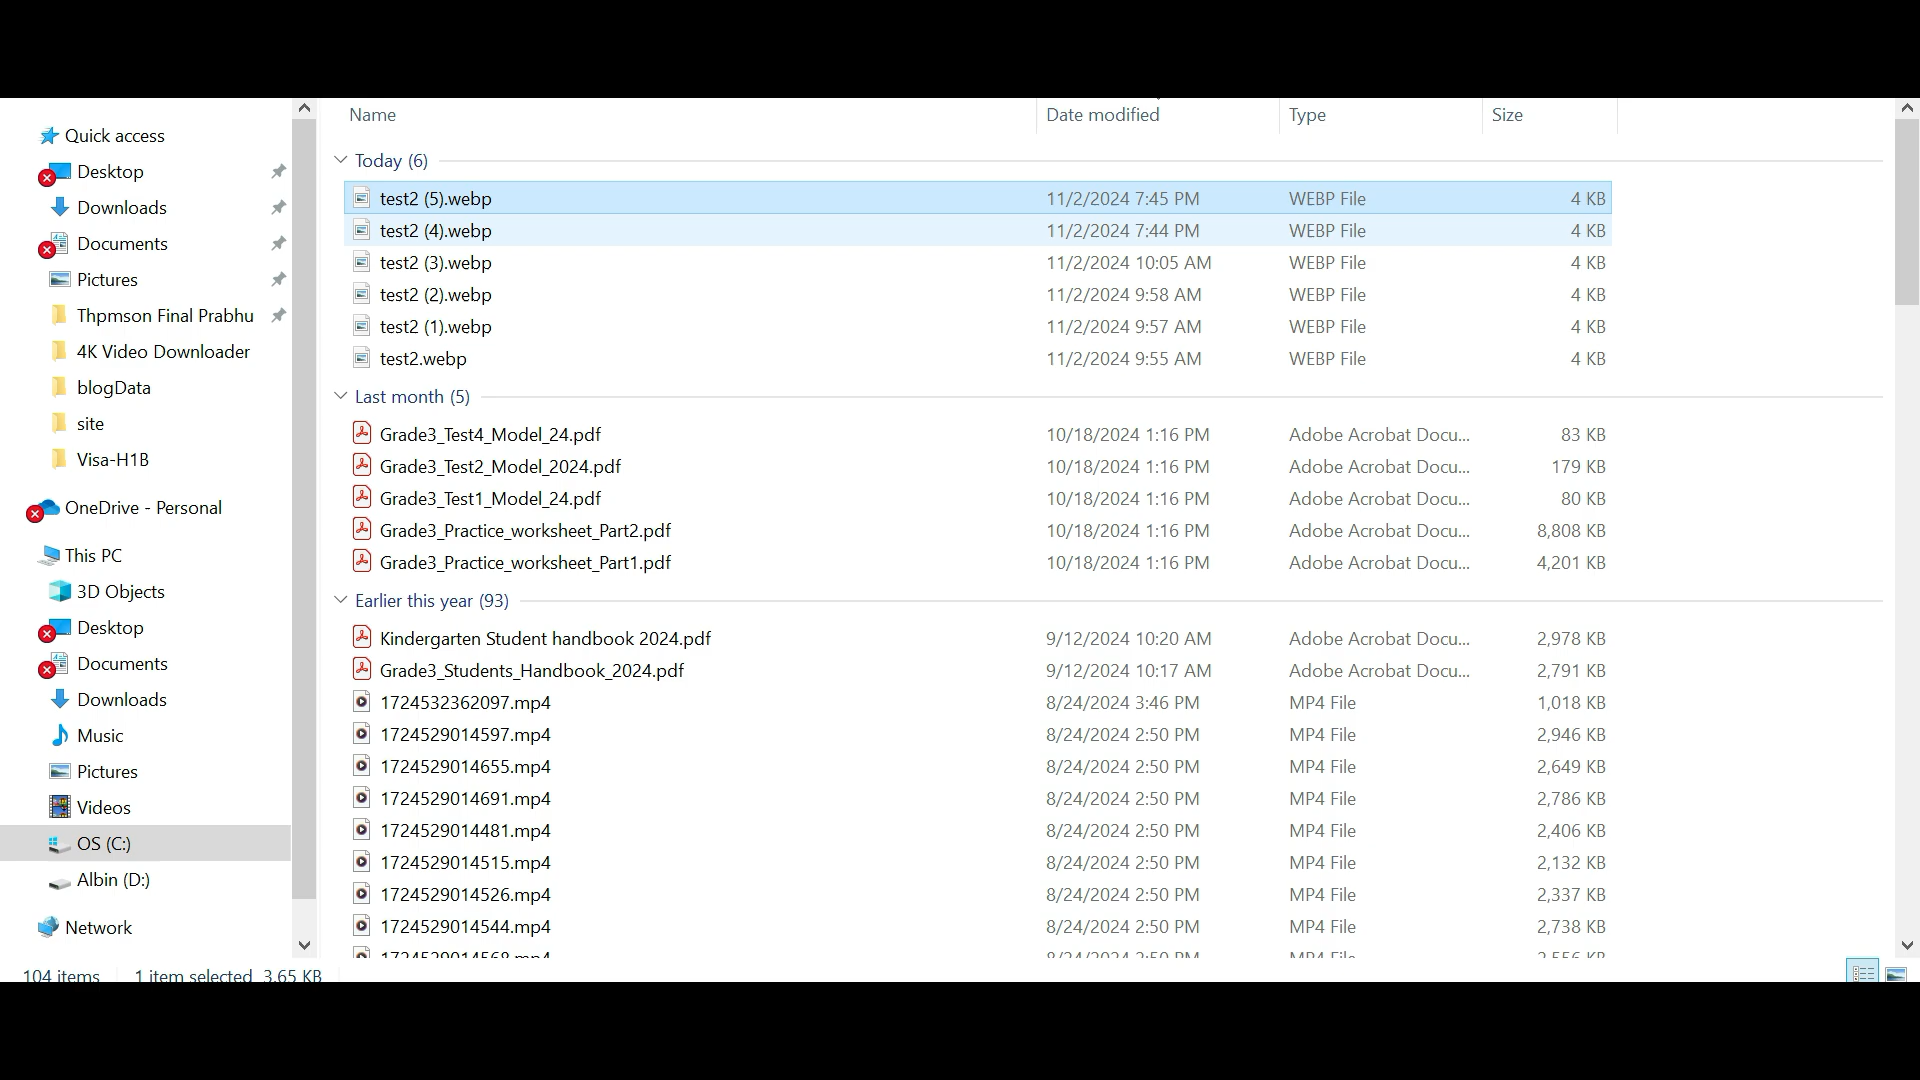 Quick access
Desktop
Downloads
Documents
Pictures
Thpmson Final Prabhu
4K Video Downloader
blogData
site
Visa-H1B
OneDrive - Personal
This PC
3D Objects
Desktop
Documents
Downloads
Music
Pictures
Videos
OS (C:)
Albin (D:)
Network
Name Date modified Type Size
Today (6)
test2 (5).webp 11/2/2024 7:45 PM WEBP File 4 KB
test2 (4).webp 11/2/2024 7:44 PM WEBP File 4 KB
test2 (3).webp 11/2/2024 10:05 AM WEBP File 4 KB
test2 (2).webp 11/2/2024 9:58 AM WEBP File 4 KB
test2 (1).webp 11/2/2024 9:57 AM WEBP File 4 KB
test2.webp 11/2/2024 9:55 AM WEBP File 4 KB
Last month (5)
Grade3_Test4_Model_24.pdf 10/18/2024 1:16 PM Adobe Acrobat Docu... 83 KB
Grade3_Test2_Model_2024.pdf 10/18/2024 1:16 PM Adobe Acrobat Docu... 179 KB
Grade3_Test1_Model_24.pdf 10/18/2024 1:16 PM Adobe Acrobat Docu... 80 KB
Grade3_Practice_worksheet_Part2.pdf 10/18/2024 1:16 PM Adobe Acrobat Docu... 8,808 KB
Grade3_Practice_worksheet_Part1.pdf 10/18/2024 1:16 PM Adobe Acrobat Docu... 4,201 KB
Earlier this year (93)
Kindergarten Student handbook 2024.pdf 9/12/2024 10:20 AM Adobe Acrobat Docu... 2,978 KB
Grade3_Students_Handbook_2024.pdf 9/12/2024 10:17 AM Adobe Acrobat Docu... 2,791 KB
1724532362097.mp4 8/24/2024 3:46 PM MP4 File 1,018 KB
1724529014597.mp4 8/24/2024 2:50 PM MP4 File 2,946 KB
1724529014655.mp4 8/24/2024 2:50 PM MP4 File 2,649 KB
1724529014691.mp4 8/24/2024 2:50 PM MP4 File 2,786 KB
1724529014481.mp4 8/24/2024 2:50 PM MP4 File 2,406 KB
1724529014515.mp4 8/24/2024 2:50 PM MP4 File 2,132 KB
1724529014526.mp4 8/24/2024 2:50 PM MP4 File 2,337 KB
1724529014544.mp4 8/24/2024 2:50 PM MP4 File 2,738 KB
104 items 1 item selected 3.65 KB